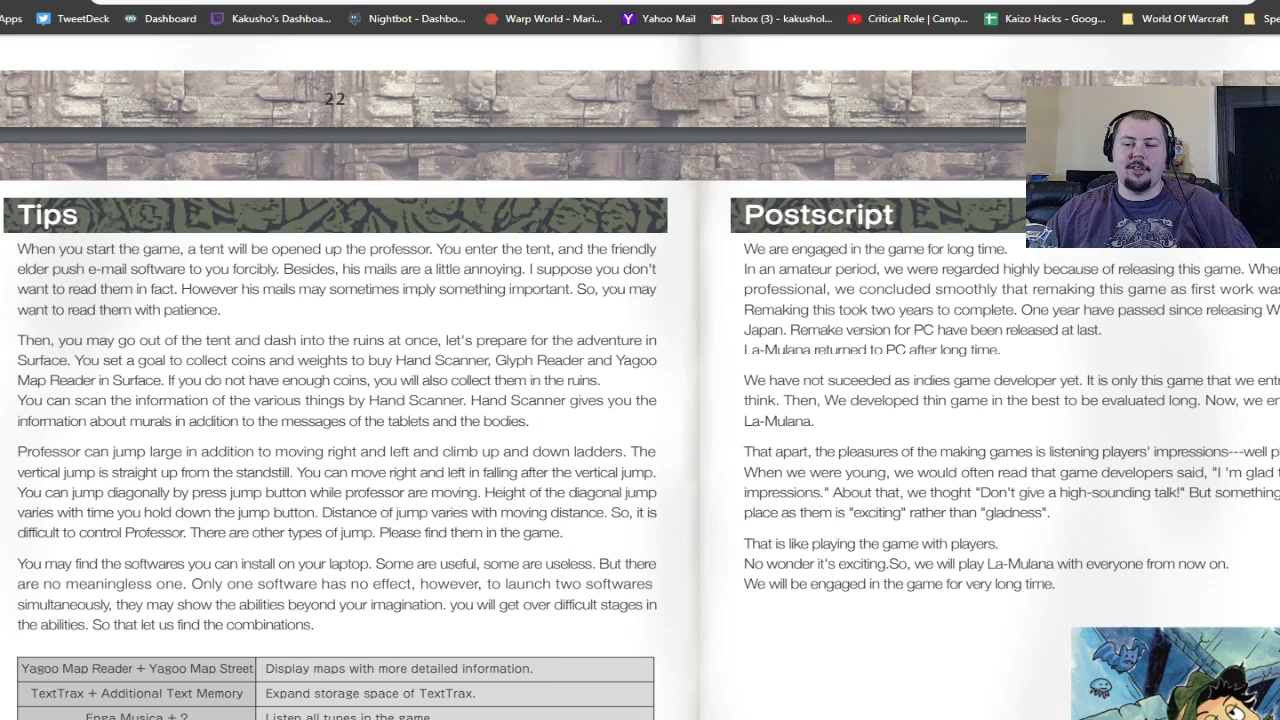 Apps
TweetDeck
Dashboard
Kakusho's Dashboa...
Nightbot - Dashbo...
Warp World - Mari...
Yahoo Mail
Inbox (3) - kakushol...
Critical Role | Camp...
Kaizo Hacks - Goog...
World Of Warcraft
Spe
22
Tips
When you start the game, a tent will be opened up the professor. You enter the tent, and the friendly
elder push e-mail software to you forcibly. Besides, his mails are a little annoying. I suppose you don't
want to read them in fact. However his mails may sometimes imply something important. So, you may
want to read them with patience.
Then, you may go out of the tent and dash into the ruins at once, let's prepare for the adventure in
Surface. You set a goal to collect coins and weights to buy Hand Scanner, Glyph Reader and Yagoo
Map Reader in Surface. If you do not have enough coins, you will also collect them in the ruins.
You can scan the information of the various things by Hand Scanner. Hand Scanner gives you the
information about murals in addition to the messages of the tablets and the bodies.
Professor can jump large in addition to moving right and left and climb up and down ladders. The
vertical jump is straight up from the standstill. You can move right and left in falling after the vertical jump.
You can jump diagonally by press jump button while professor are moving. Height of the diagonal jump
varies with time you hold down the jump button. Distance of jump varies with moving distance. So, it is
difficult to control Professor. There are other types of jump. Please find them in the game.
You may find the softwares you can install on your laptop. Some are useful, some are useless. But there
are no meaningless one. Only one software has no effect, however, to launch two softwares
simultaneously, they may show the abilities beyond your imagination. you will get over difficult stages in
the abilities. So that let us find the combinations.
Yagoo Map Reader + Yagoo Map Street
Display maps with more detailed information.
TextTrax + Additional Text Memory
Expand storage space of TextTrax.
Enga Musica + ?
Listen all tunes in the game
Postscript
We are engaged in the game for long time.
In an amateur period, we were regarded highly because of releasing this game. Whe
professional, we concluded smoothly that remaking this game as first work was
Remaking this took two years to complete. One year have passed since releasing W
Japan. Remake version for PC have been released at last.
La-Mulana returned to PC after long time.
We have not suceeded as indies game developer yet. It is only this game that we entr
think. Then, We developed thin game in the best to be evaluated long. Now, we en
La-Mulana.
That apart, the pleasures of the making games is listening players' impressions---well p
When we were young, we would often read that game developers said, "I 'm glad t
impressions." About that, we thoght "Don't give a high-sounding talk!" But something
place as them is "exciting" rather than "gladness".
That is like playing the game with players.
No wonder it's exciting.So, we will play La-Mulana with everyone from now on.
We will be engaged in the game for very long time.